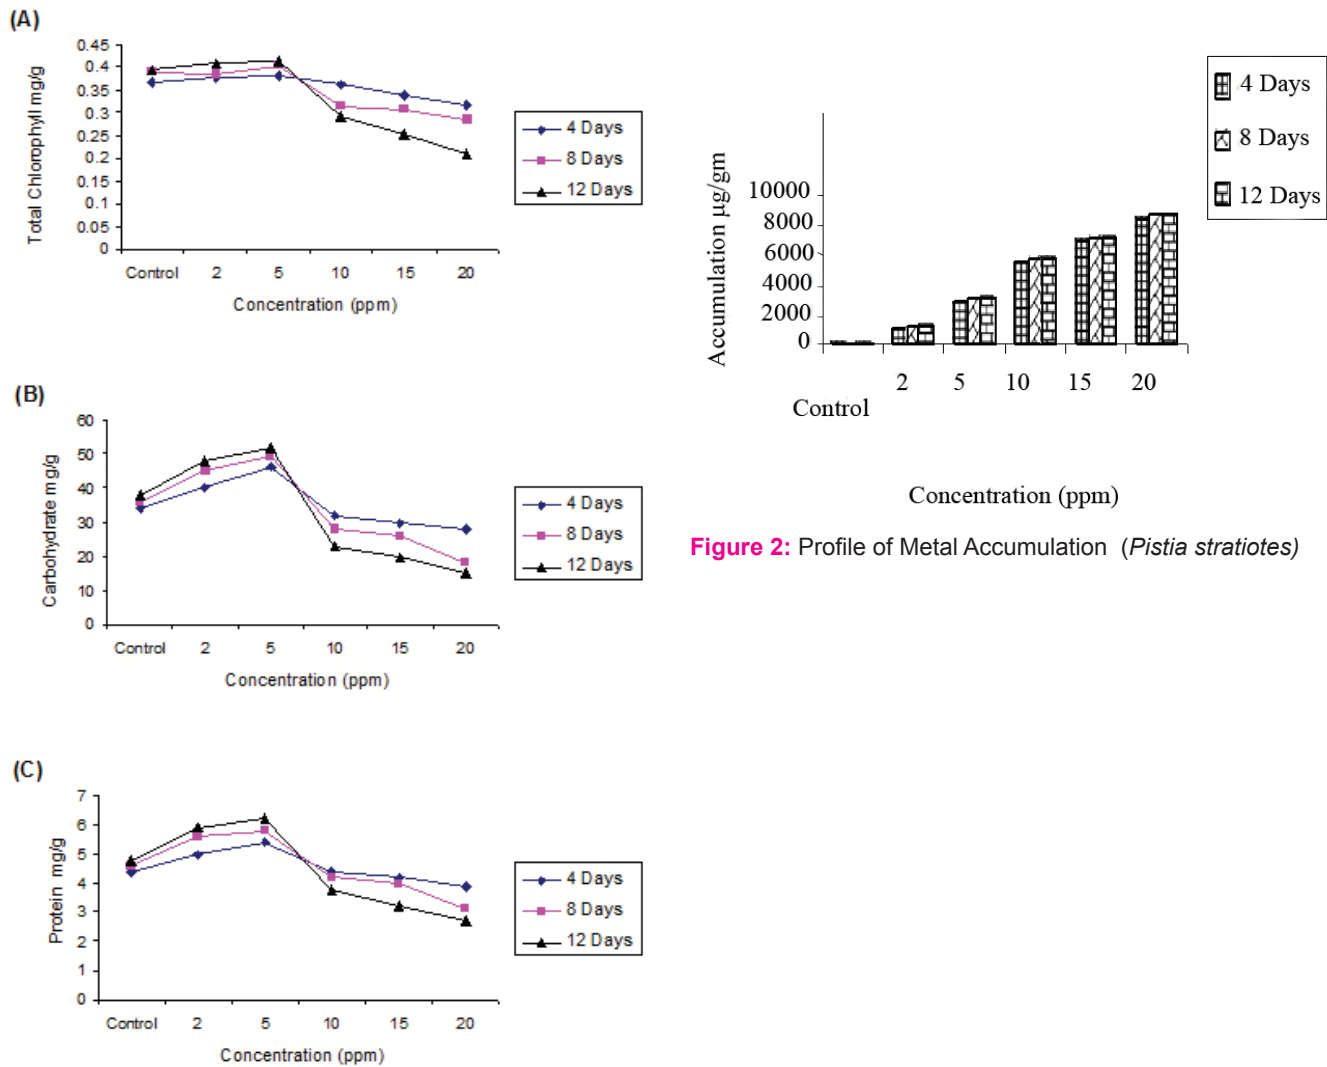 (A)
0.45
0.4
0.35
0.3
0.25
0.2
0.15
0.1
0.05
0
Total Chlorophyll mg/g
Control 2 5 10 15 20
Concentration (ppm)
4 Days
8 Days
12 Days
(B)
60
50
40
30
20
10
0
Carbohydrate mg/g
Control 2 5 10 15 20
Concentration (ppm)
4 Days
8 Days
12 Days
(C)
7
6
5
4
3
2
1
0
Protein mg/g
Control 2 5 10 15 20
Concentration (ppm)
4 Days
8 Days
12 Days
4 Days
8 Days
12 Days
Accumulation µg/gm
10000
8000
6000
4000
2000
0
2 5 10 15 20
Control
Concentration (ppm)
Figure 2: Profile of Metal Accumulation (Pistia stratiotes)